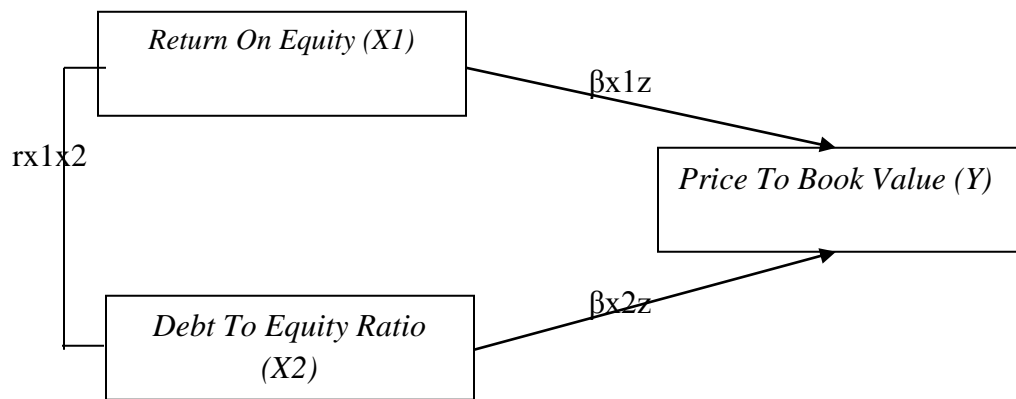 Return On Equity (X1)
βx1z
rx1x2
Price To Book Value (Y)
βx2z
Debt To Equity Ratio
(X2)